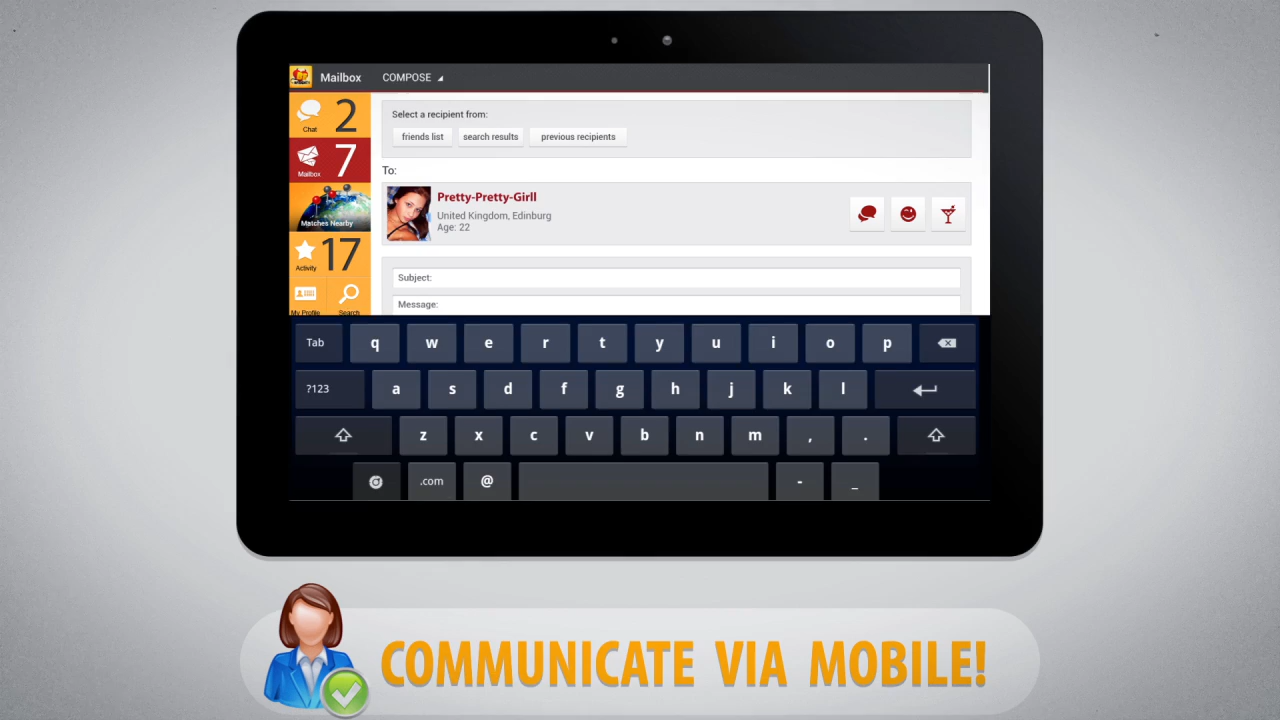 Mailbox COMPOSE
Chat 2
Mailbox 7
Matches Nearby
Activity 17
My Profile Search
Select a recipient from:
friends list search results previous recipients
To:
Pretty-Pretty-Girll
United Kingdom, Edinburg
Age: 22
Subject:
Message:
Tab q w e r t y u i o p
?123 a s d f g h j k l
z x c v b n m , .
.com @ - _
COMMUNICATE VIA MOBILE!